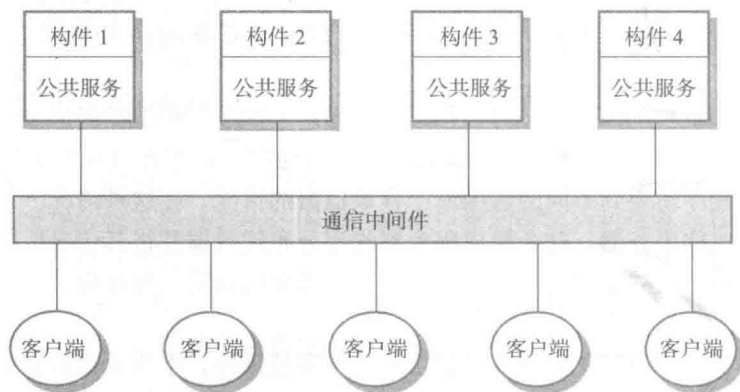 构件 1 构件 2 构件 3 构件 4
公共服务 公共服务 公共服务 公共服务
通信中间件
客户端 客户端 客户端 客户端 客户端